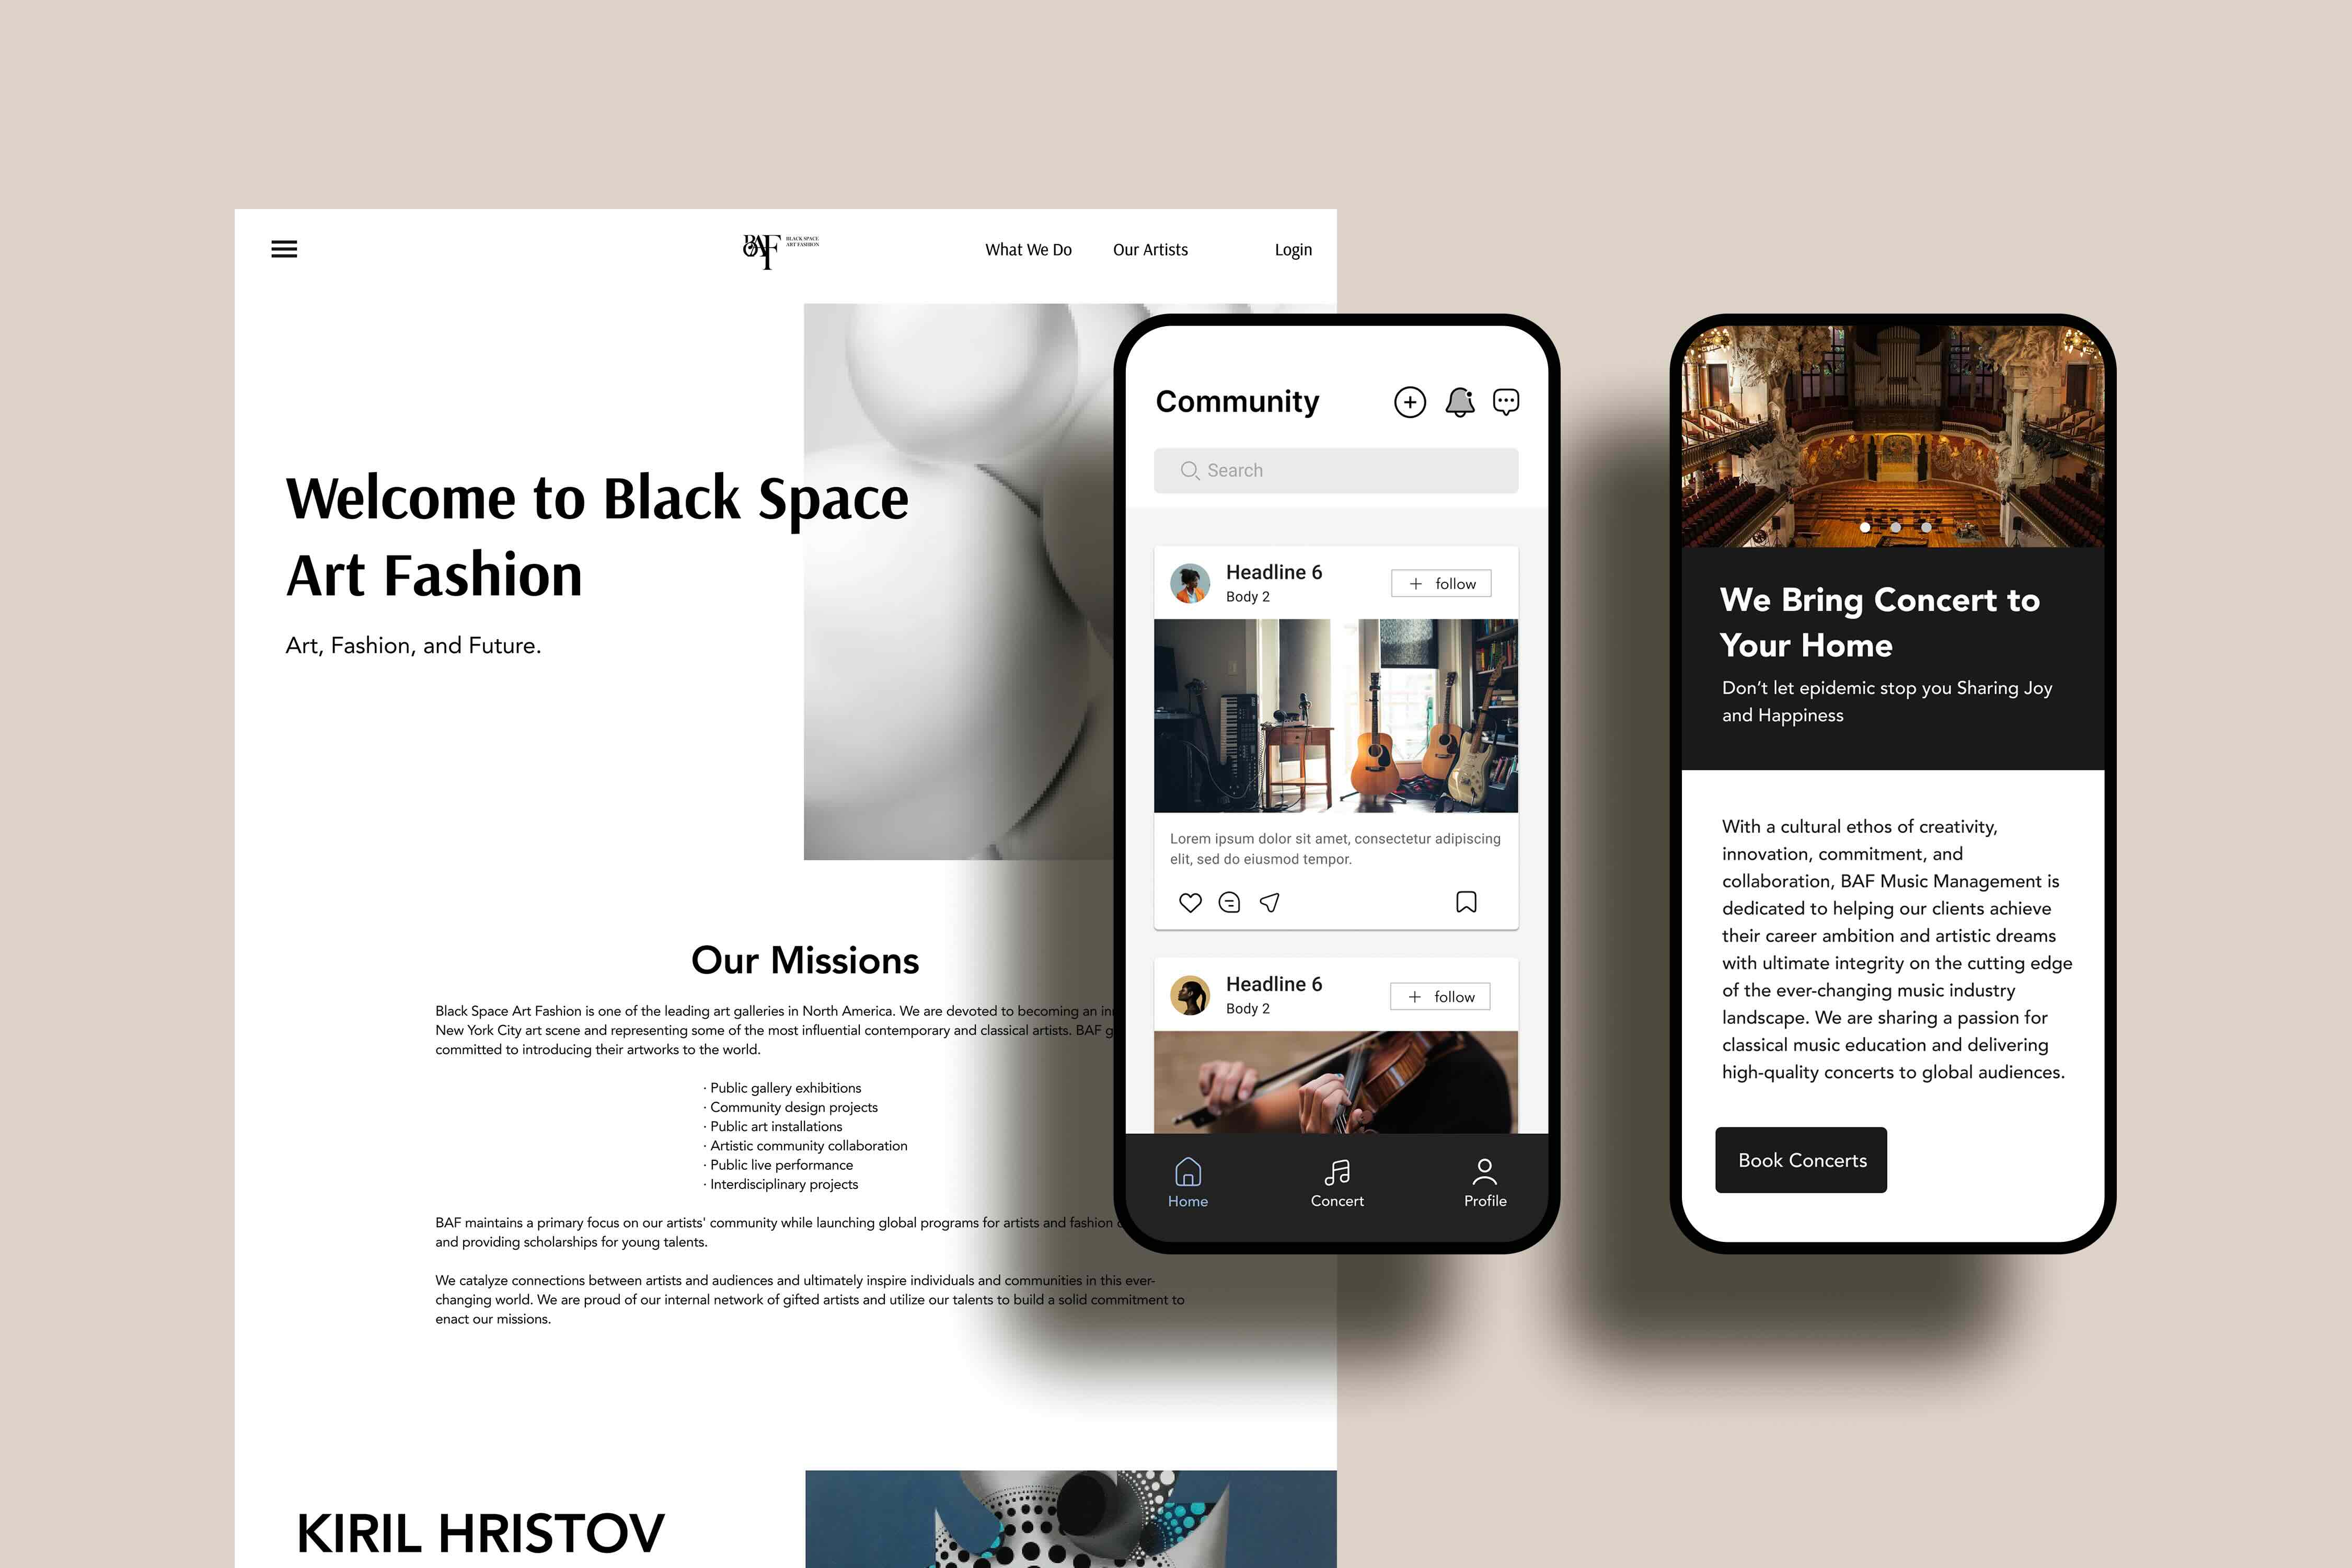 BAF
BLACK SPACE
ART FASHION
What We Do
Our Artists
Login
Welcome to Black Space
Art Fashion
Art, Fashion, and Future.
Our Missions
Black Space Art Fashion is one of the leading art galleries in North America. We are devoted to becoming an
New York City art scene and representing some of the most influential contemporary and classical artists. BAF
committed to introducing their artworks to the world.
· Public gallery exhibitions
· Community design projects
· Public art installations
· Artistic community collaboration
· Public live performance
· Interdisciplinary projects
BAF maintains a primary focus on our artists' community while launching global programs for artists and fashion
and providing scholarships for young talents.
We catalyze connections between artists and audiences and ultimately inspire individuals and communities in this ever-
changing world. We are proud of our internal network of gifted artists and utilize our talents to build a solid commitment to
enact our missions.
KIRIL HRISTOV
Community
Search
Headline 6
Body 2
+ follow
Lorem ipsum dolor sit amet, consectetur adipiscing
elit, sed do eiusmod tempor.
Headline 6
Body 2
+ follow
Home
Concert
Profile
We Bring Concert to
Your Home
Don't let epidemic stop you Sharing Joy
and Happiness
With a cultural ethos of creativity,
innovation, commitment, and
collaboration, BAF Music Management is
dedicated to helping our clients achieve
their career ambition and artistic dreams
with ultimate integrity on the cutting edge
of the ever-changing music industry
landscape. We are sharing a passion for
classical music education and delivering
high-quality concerts to global audiences.
Book Concerts